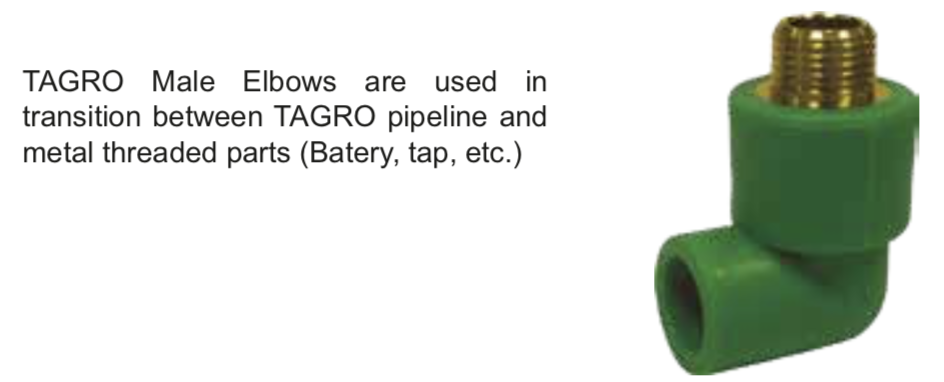 TAGRO Male Elbows are used in
transition between TAGRO pipeline and
metal threaded parts (Batery, tap, etc.)